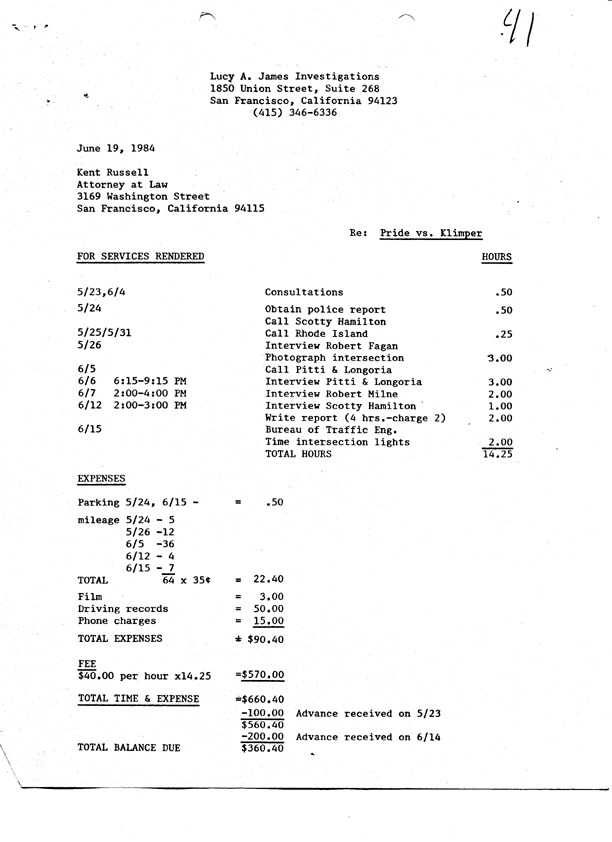 41
Lucy A. James Investigations
1850 Union Street, Suite 268
San Francisco, California 94123
(415) 346-6336
June 19, 1984
Kent Russell
Attorney at Law
3169 Washington Street
San Francisco, California 94115
Re: Pride vs. Klimper
FOR SERVICES RENDERED HOURS
5/23,6/4 Consultations .50
5/24 Obtain police report .50
Call Scotty Hamilton
5/25/5/31 Call Rhode Island .25
5/26 Interview Robert Fagan
Photograph intersection 3.00
6/5 Call Pitti & Longoria
6/6 6:15-9:15 PM Interview Pitti & Longoria 3.00
6/7 2:00-4:00 PM Interview Robert Milne 2.00
6/12 2:00-3:00 PM Interview Scotty Hamilton 1.00
Write report (4 hrs.-charge 2) 2.00
6/15 Bureau of Traffic Eng.
Time intersection lights 2.00
TOTAL HOURS 14.25
EXPENSES
Parking 5/24, 6/15 - = .50
mileage 5/24 - 5
5/26 -12
6/5 -36
6/12 - 4
6/15 - 7
TOTAL 64 x 35¢ = 22.40
Film = 3.00
Driving records = 50.00
Phone charges = 15.00
TOTAL EXPENSES = $90.40
FEE
$40.00 per hour x14.25 =$570.00
TOTAL TIME & EXPENSE =$660.40
-100.00 Advance received on 5/23
$560.40
-200.00 Advance received on 6/14
TOTAL BALANCE DUE $360.40